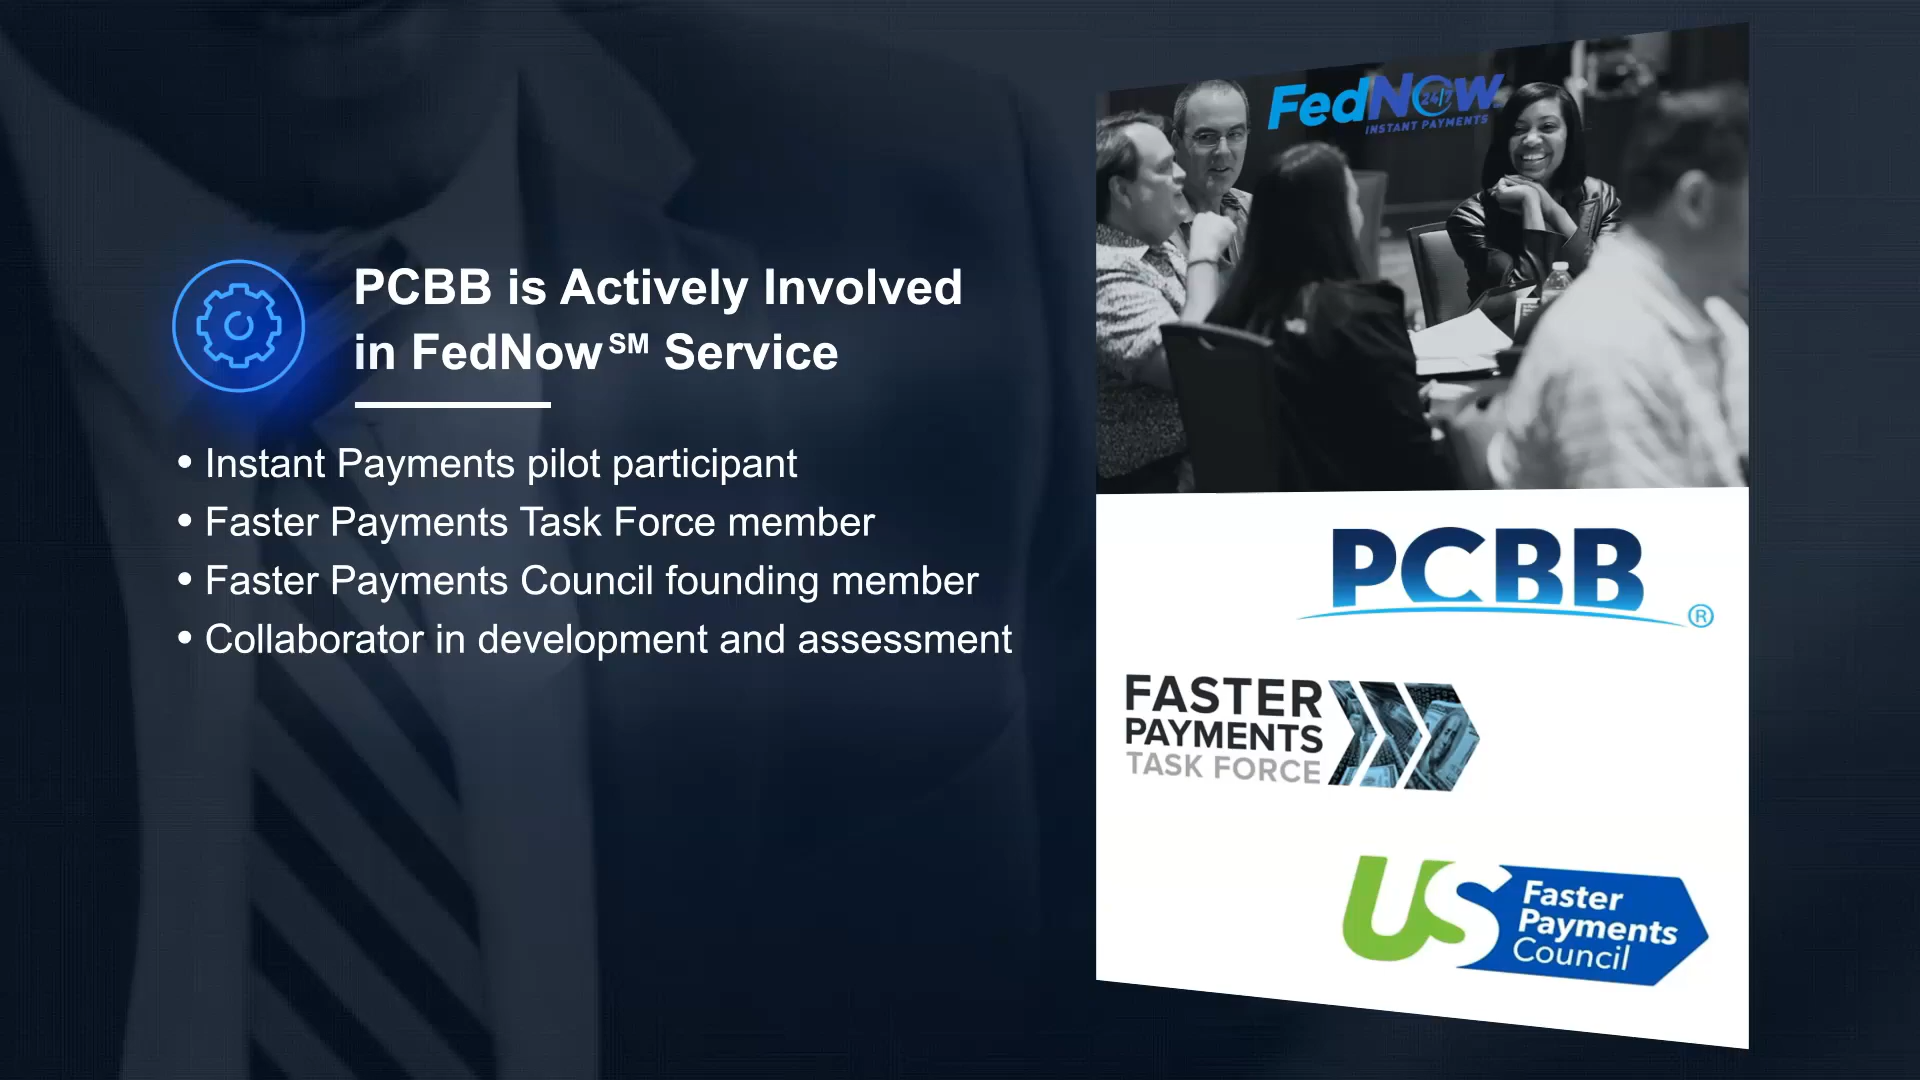 PCBB is Actively Involved
in FedNow℠ Service
• Instant Payments pilot participant
• Faster Payments Task Force member
• Faster Payments Council founding member
• Collaborator in development and assessment
FedNow
24/7
INSTANT PAYMENTS
PCBB®
FASTER
PAYMENTS
TASK FORCE
US
Faster
Payments
Council